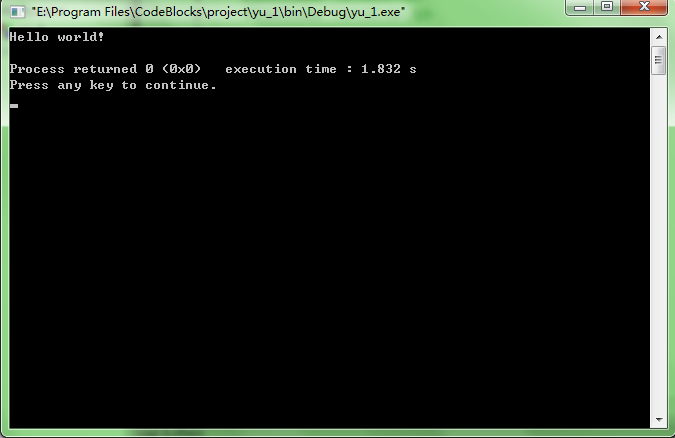 "E:\Program Files\CodeBlocks\project\yu_1\bin\Debug\yu_1.exe"
Hello world!
Process returned 0 (0x0)   execution time : 1.832 s
Press any key to continue.